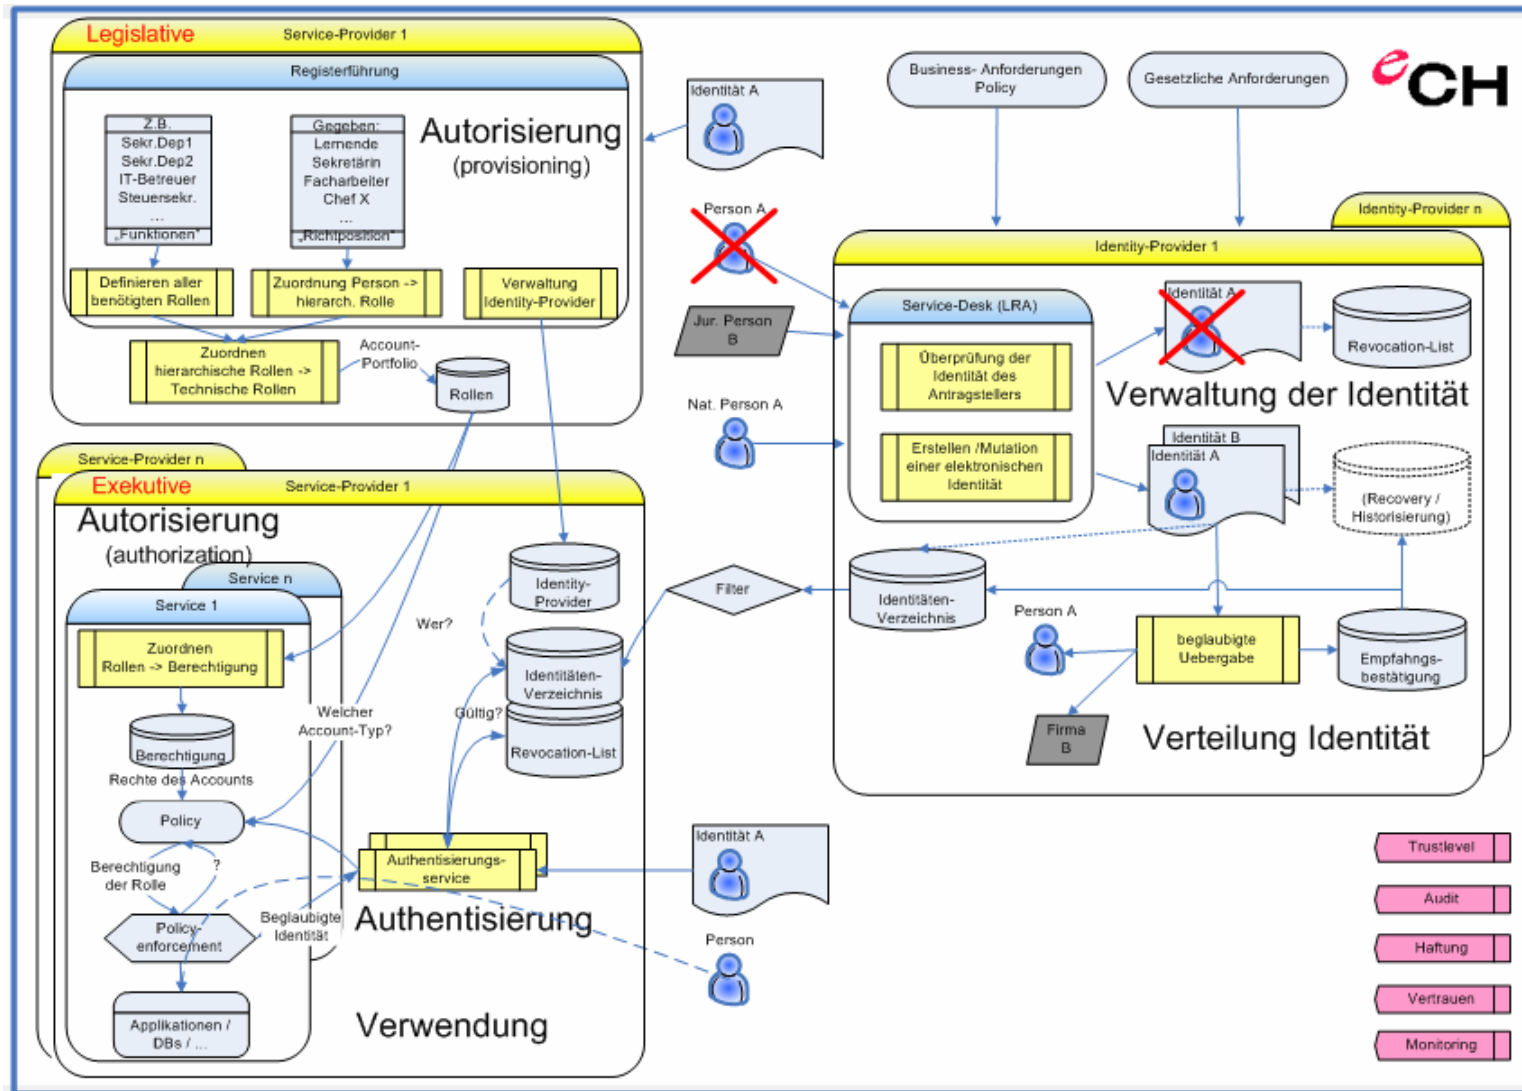 Legislative
Service-Provider 1
Registerführung
Z.B.
Sekr.Dep1
Sekr.Dep2
IT-Betreuer
Steuersekr.
...
„Funktionen"
Gegeben:
Lernende
Sekretärin
Facharbeiter
Chef X
...
„Richtposition"
Autorisierung
(provisioning)
Definieren aller
benötigten Rollen
Zuordnung Person ->
hierarch. Rolle
Verwaltung
Identity-Provider
Zuordnen
hierarchische Rollen ->
Technische Rollen
Account-
Portfolio
Rollen
Identität A
Person A
Jur. Person
B
Nat. Person A
Business- Anforderungen
Policy
Gesetzliche Anforderungen
eCH
Identity-Provider n
Identity-Provider 1
Service-Desk (LRA)
Überprüfung der
Identität des
Antragstellers
Erstellen /Mutation
einer elektronischen
Identität
Identität A
Revocation-List
Verwaltung der Identität
Identität B
Identität A
(Recovery /
Historisierung)
Identitäten-
Verzeichnis
Filter
Person A
beglaubigte
Uebergabe
Empfahngs-
bestätigung
Firma
B
Verteilung Identität
Service-Provider n
Exekutive
Service-Provider 1
Autorisierung
(authorization)
Service n
Service 1
Zuordnen
Rollen -> Berechtigung
Berechtigung
Rechte des Accounts
Policy
Berechtigung
der Rolle
?
Policy-
enforcement
Applikationen /
DBs / ...
Identity-
Provider
Wer?
Identitäten-
Verzeichnis
Gültig?
Revocation-List
Welcher
Account-Typ?
Authentisierungs-
service
Beglaubigte
Identität
Authentisierung
Verwendung
Identität A
Person
Trustlevel
Audit
Haftung
Vertrauen
Monitoring